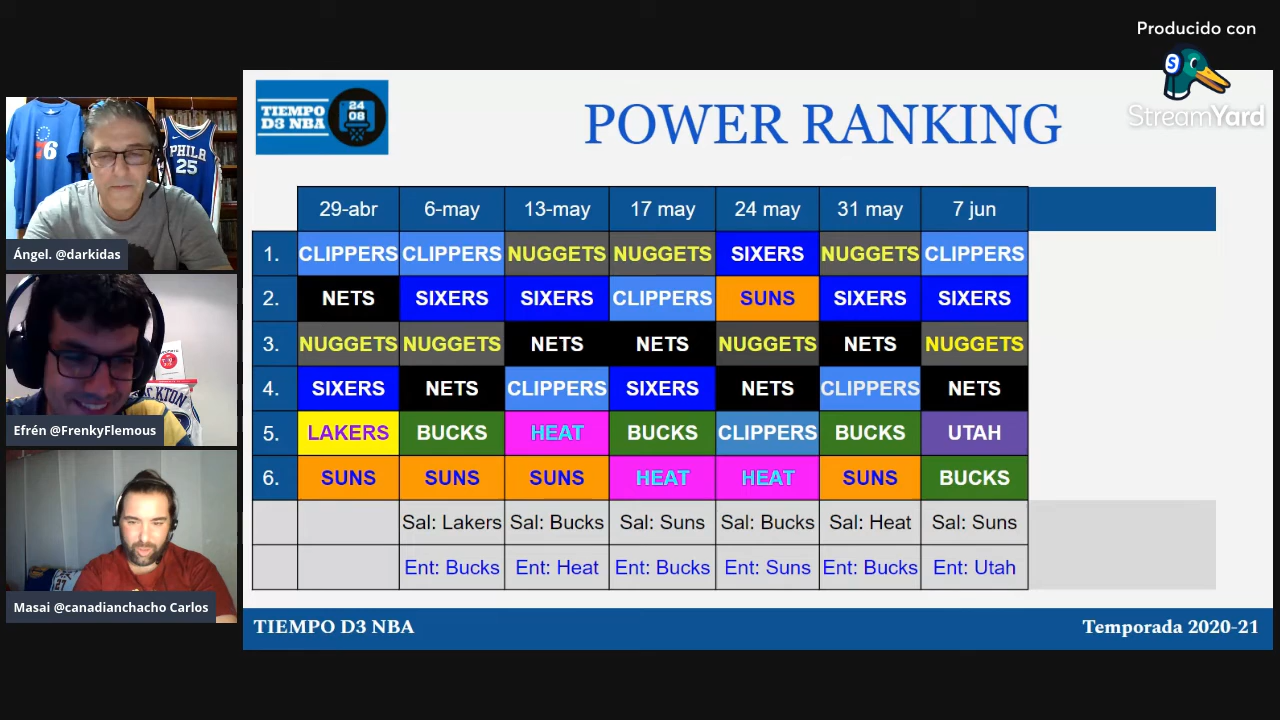 Producido con
StreamYard
TIEMPO
D3 NBA
24
08
POWER RANKING
29-abr 6-may 13-may 17 may 24 may 31 may 7 jun
1. CLIPPERS CLIPPERS NUGGETS NUGGETS SIXERS NUGGETS CLIPPERS
2. NETS SIXERS SIXERS CLIPPERS SUNS SIXERS SIXERS
3. NUGGETS NUGGETS NETS NETS NUGGETS NETS NUGGETS
4. SIXERS NETS CLIPPERS SIXERS NETS CLIPPERS NETS
5. LAKERS BUCKS HEAT BUCKS CLIPPERS BUCKS UTAH
6. SUNS SUNS SUNS HEAT HEAT SUNS BUCKS
Sal: Lakers Sal: Bucks Sal: Suns Sal: Bucks Sal: Heat Sal: Suns
Ent: Bucks Ent: Heat Ent: Bucks Ent: Suns Ent: Bucks Ent: Utah
TIEMPO D3 NBA
Temporada 2020-21
PHILA
25
76
Ángel. @darkidas
Efrén @FrenkyFlemous
Masai @canadianchacho Carlos